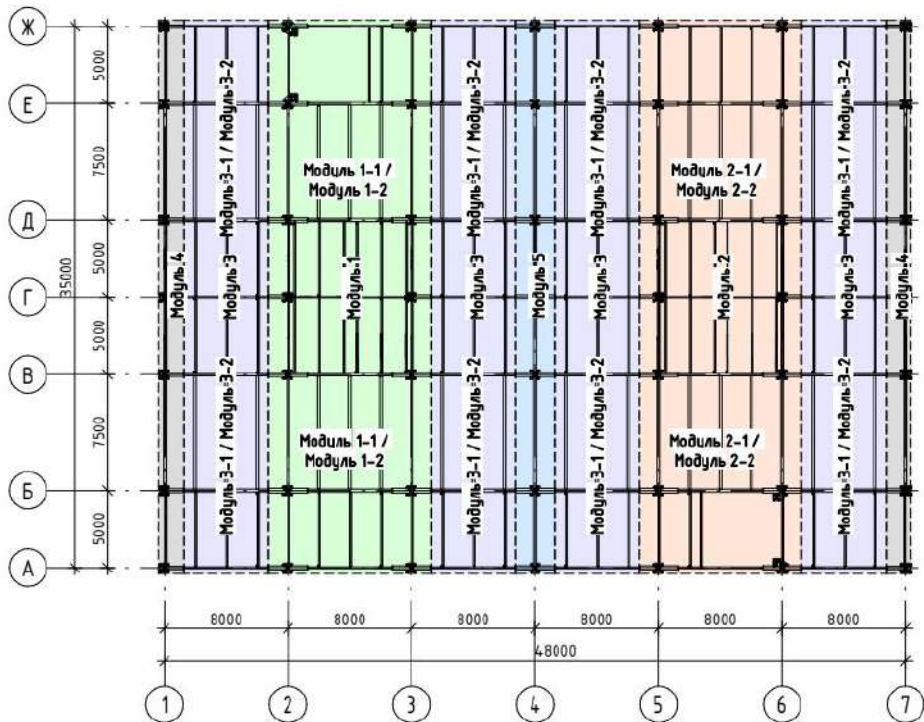 Ж
Е
Д
Г
В
Б
А
5000
7500
5000
5000
7500
5000
35000
Модуль 4
Модуль 3-1 / Модуль 3-2
Модуль 3
Модуль 3-1 / Модуль 3-2
Модуль 1-1 /
Модуль 1-2
Модуль 1
Модуль 1-1 /
Модуль 1-2
Модуль 3-1 / Модуль 3-2
Модуль 3
Модуль 3-1 / Модуль 3-2
Модуль 5
Модуль 3-1 / Модуль 3-2
Модуль 3
Модуль 3-1 / Модуль 3-2
Модуль 2-1 /
Модуль 2-2
Модуль 2
Модуль 2-1 /
Модуль 2-2
Модуль 3-1 / Модуль 3-2
Модуль 3
Модуль 3-1 / Модуль 3-2
Модуль 4
8000 8000 8000 8000 8000 8000
48000
1 2 3 4 5 6 7